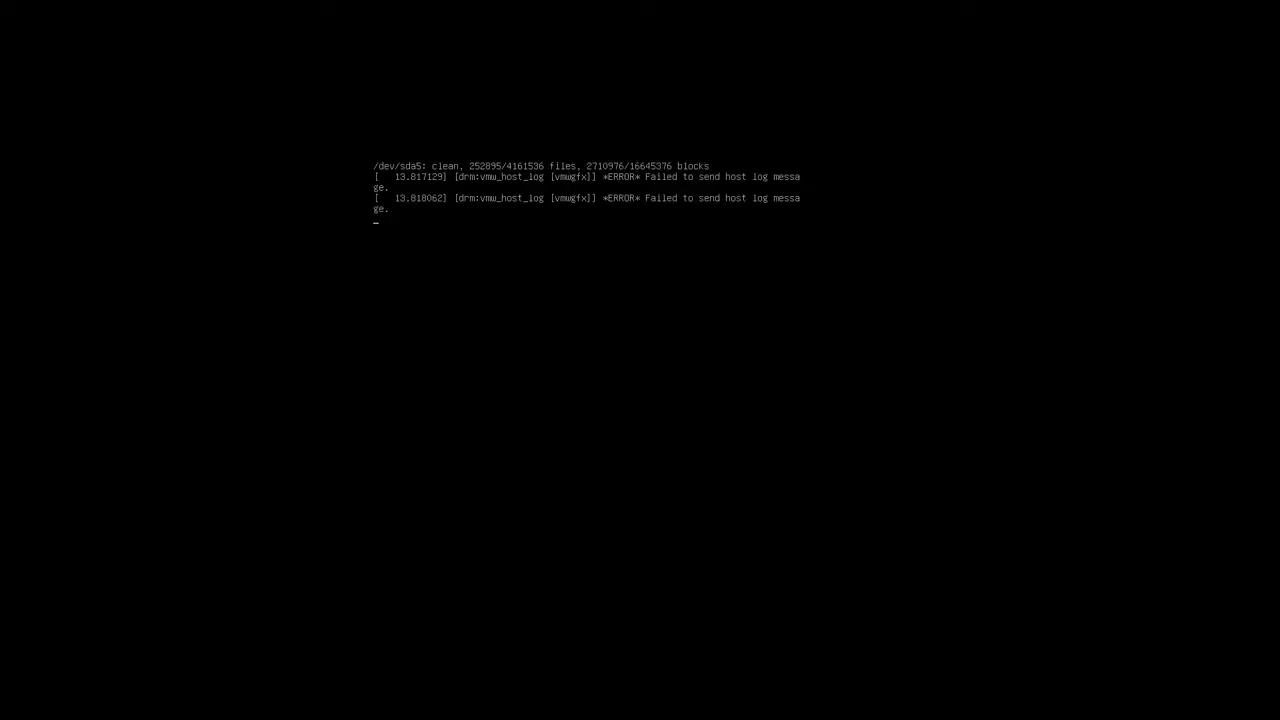 /dev/sda5: clean, 252895/4161536 files, 2710976/16645376 blocks
[   13.817129] [drm:vmw_host_log [vmwgfx]] *ERROR* Failed to send host log messa
ge.
[   13.818062] [drm:vmw_host_log [vmwgfx]] *ERROR* Failed to send host log messa
ge.
_